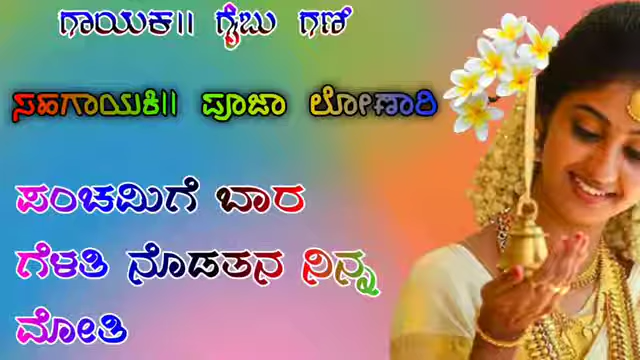 ಗಾಯಕ॥ ಗೈಬು ಗಣಿ
ಸಹಗಾಯಕಿ॥ ಪೂಜಾ ಲೋಣಾರಿ
ಪಂಚಮಿಗೆ ಬಾರ
ಗೆಳತಿ ನೊಡತನ ನಿನ್ನ
ಮೋತಿ